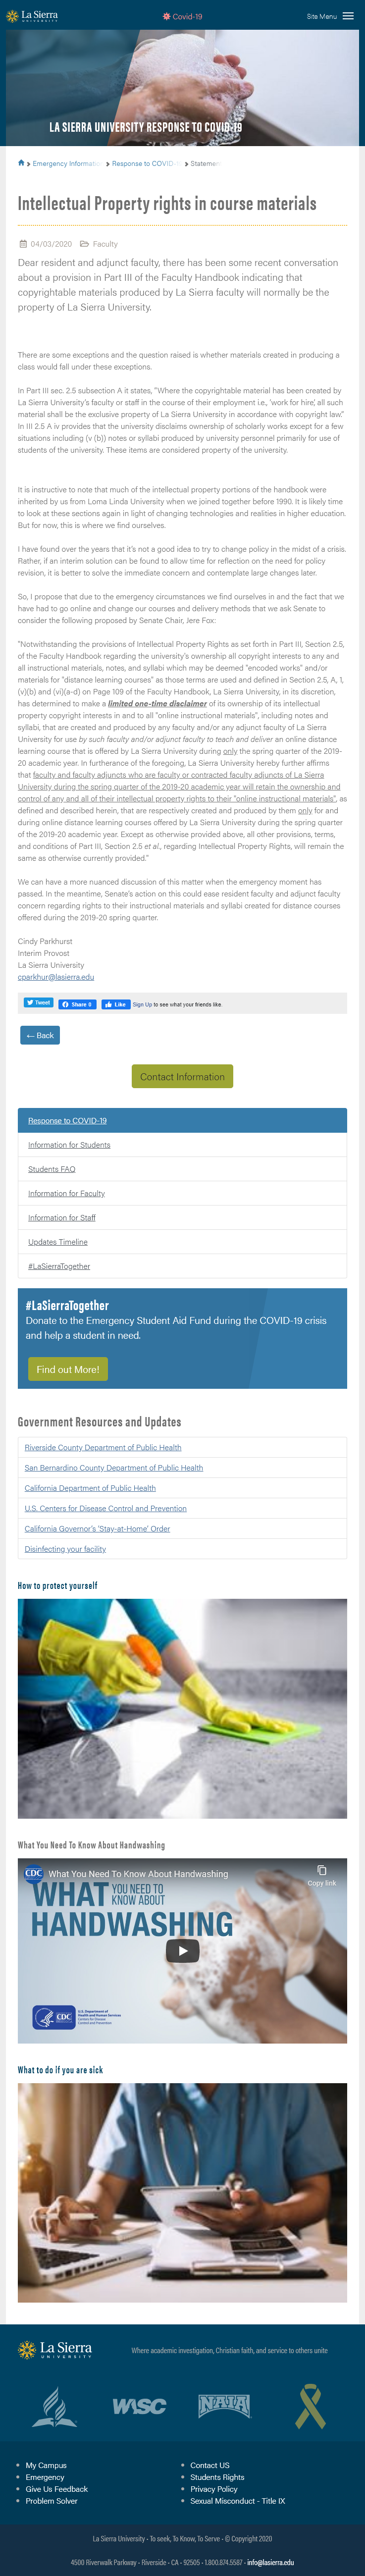 La Sierra
UNIVERSITY
Covid-19
Site Menu
LA SIERRA UNIVERSITY RESPONSE TO COVID-19
Emergency Informatio
Response to COVID-
Statemen
Intellectual Property rights in course materials
04/03/2020 Faculty
Dear resident and adjunct faculty, there has been some recent conversation
about a provision in Part III of the Faculty Handbook indicating that
copyrightable materials produced by La Sierra faculty will normally be the
property of La Sierra University.
There are some exceptions and the question raised is whether materials created in producing a
class would fall under these exceptions.
In Part III sec. 2.5 subsection A it states, "Where the copyrightable material has been created by
La Sierra University's faculty or staff in the course of their employment i.e., 'work for hire', all such
material shall be the exclusive property of La Sierra University in accordance with copyright law."
In III 2.5 A iv provides that the university disclaims ownership of scholarly works except for a few
situations including {v (b)} notes or syllabi produced by university personnel primarily for use of
students of the university. These items are considered property of the university.
It is instructive to note that much of the intellectual property portions of the handbook were
inherited by us from Loma Linda University when we joined together before 1990. It is likely time
to look at these sections again in light of changing technologies and realities in higher education.
But for now, this is where we find ourselves.
I have found over the years that it's not a good idea to try to change policy in the midst of a crisis.
Rather, if an interim solution can be found to allow time for reflection on the need for policy
revision, it is better to solve the immediate concern and contemplate larger changes later.
So, I propose that due to the emergency circumstances we find ourselves in and the fact that we
have had to go online and change our courses and delivery methods that we ask Senate to
consider the following proposed by Senate Chair, Jere Fox:
"Notwithstanding the provisions of Intellectual Property Rights as set forth in Part III, Section 2.5,
of the Faculty Handbook regarding the university's ownership all copyright interests to any and
all instructional materials, notes, and syllabi which may be deemed "encoded works" and/or
materials for "distance learning courses" as those terms are used and defined in Section 2.5, A, 1,
(v)(b) and (vi)(a-d) on Page 109 of the Faculty Handbook, La Sierra University, in its discretion,
has determined to make a limited one-time disclaimer of its ownership of all its intellectual
property copyright interests in and to all "online instructional materials", including notes and
syllabi, that are created and produced by any faculty and/or any adjunct faculty of La Sierra
University for use by such faculty and/or adjunct faculty to teach and deliver an online distance
learning course that is offered by La Sierra University during only the spring quarter of the 2019-
20 academic year. In furtherance of the foregoing, La Sierra University hereby further affirms
that faculty and faculty adjuncts who are faculty or contracted faculty adjuncts of La Sierra
University during the spring quarter of the 2019-20 academic year will retain the ownership and
control of any and all of their intellectual property rights to their "online instructional materials", as
defined and described herein, that are respectively created and produced by them only for and
during online distance learning courses offered by La Sierra University during the spring quarter
of the 2019-20 academic year. Except as otherwise provided above, all other provisions, terms,
and conditions of Part III, Section 2.5 et al., regarding Intellectual Property Rights, will remain the
same as otherwise currently provided."
We can have a more nuanced discussion of this matter when the emergency moment has
passed. In the meantime, Senate's action on this could ease resident faculty and adjunct faculty
concern regarding rights to their instructional materials and syllabi created for distance courses
offered during the 2019-20 spring quarter.
Cindy Parkhurst
Interim Provost
La Sierra University
cparkhur@lasierra.edu
Tweet
Share 0
Like
Sign Up to see what your friends like.
← Back
Contact Information
Response to COVID-19
Information for Students
Students FAQ
Information for Faculty
Information for Staff
Updates Timeline
#LaSierraTogether
#LaSierraTogether
Donate to the Emergency Student Aid Fund during the COVID-19 crisis
and help a student in need.
Find out More!
Government Resources and Updates
Riverside County Department of Public Health
San Bernardino County Department of Public Health
California Department of Public Health
U.S. Centers for Disease Control and Prevention
California Governor's 'Stay-at-Home' Order
Disinfecting your facility
How to protect yourself
What You Need To Know About Handwashing
CDC
What You Need To Know About Handwashing
Copy link
WHAT YOU NEED TO KNOW ABOUT
HANDWASHING
CDC
U.S. Department of
Health and Human Services
Centers for Disease
Control and Prevention
What to do if you are sick
La Sierra
UNIVERSITY
Where academic investigation, Christian faith, and service to others unite
WASC
NAIA
My Campus
Emergency
Give Us Feedback
Problem Solver
Contact US
Students Rights
Privacy Policy
Sexual Misconduct - Title IX
La Sierra University • To seek, To Know, To Serve • © Copyright 2020
4500 Riverwalk Parkway • Riverside • CA • 92505 • 1.800.874.5587 • info@lasierra.edu